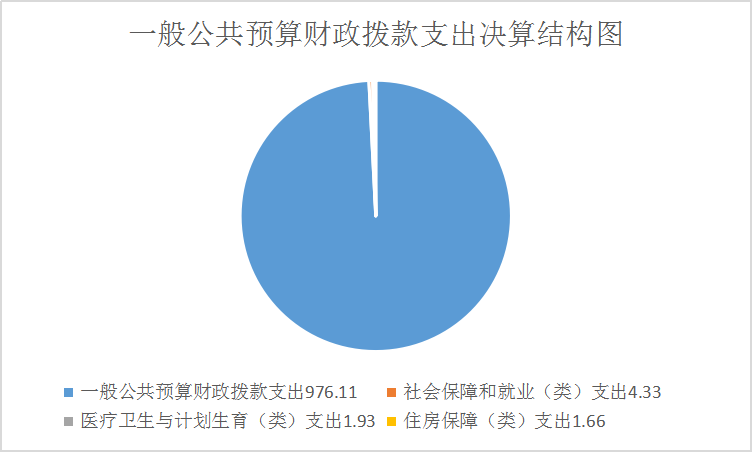 一般公共预算财政拨款支出决算结构图
一般公共预算财政拨款支出976.11
社会保障和就业（类）支出4.33
医疗卫生与计划生育（类）支出1.93
住房保障（类）支出1.66